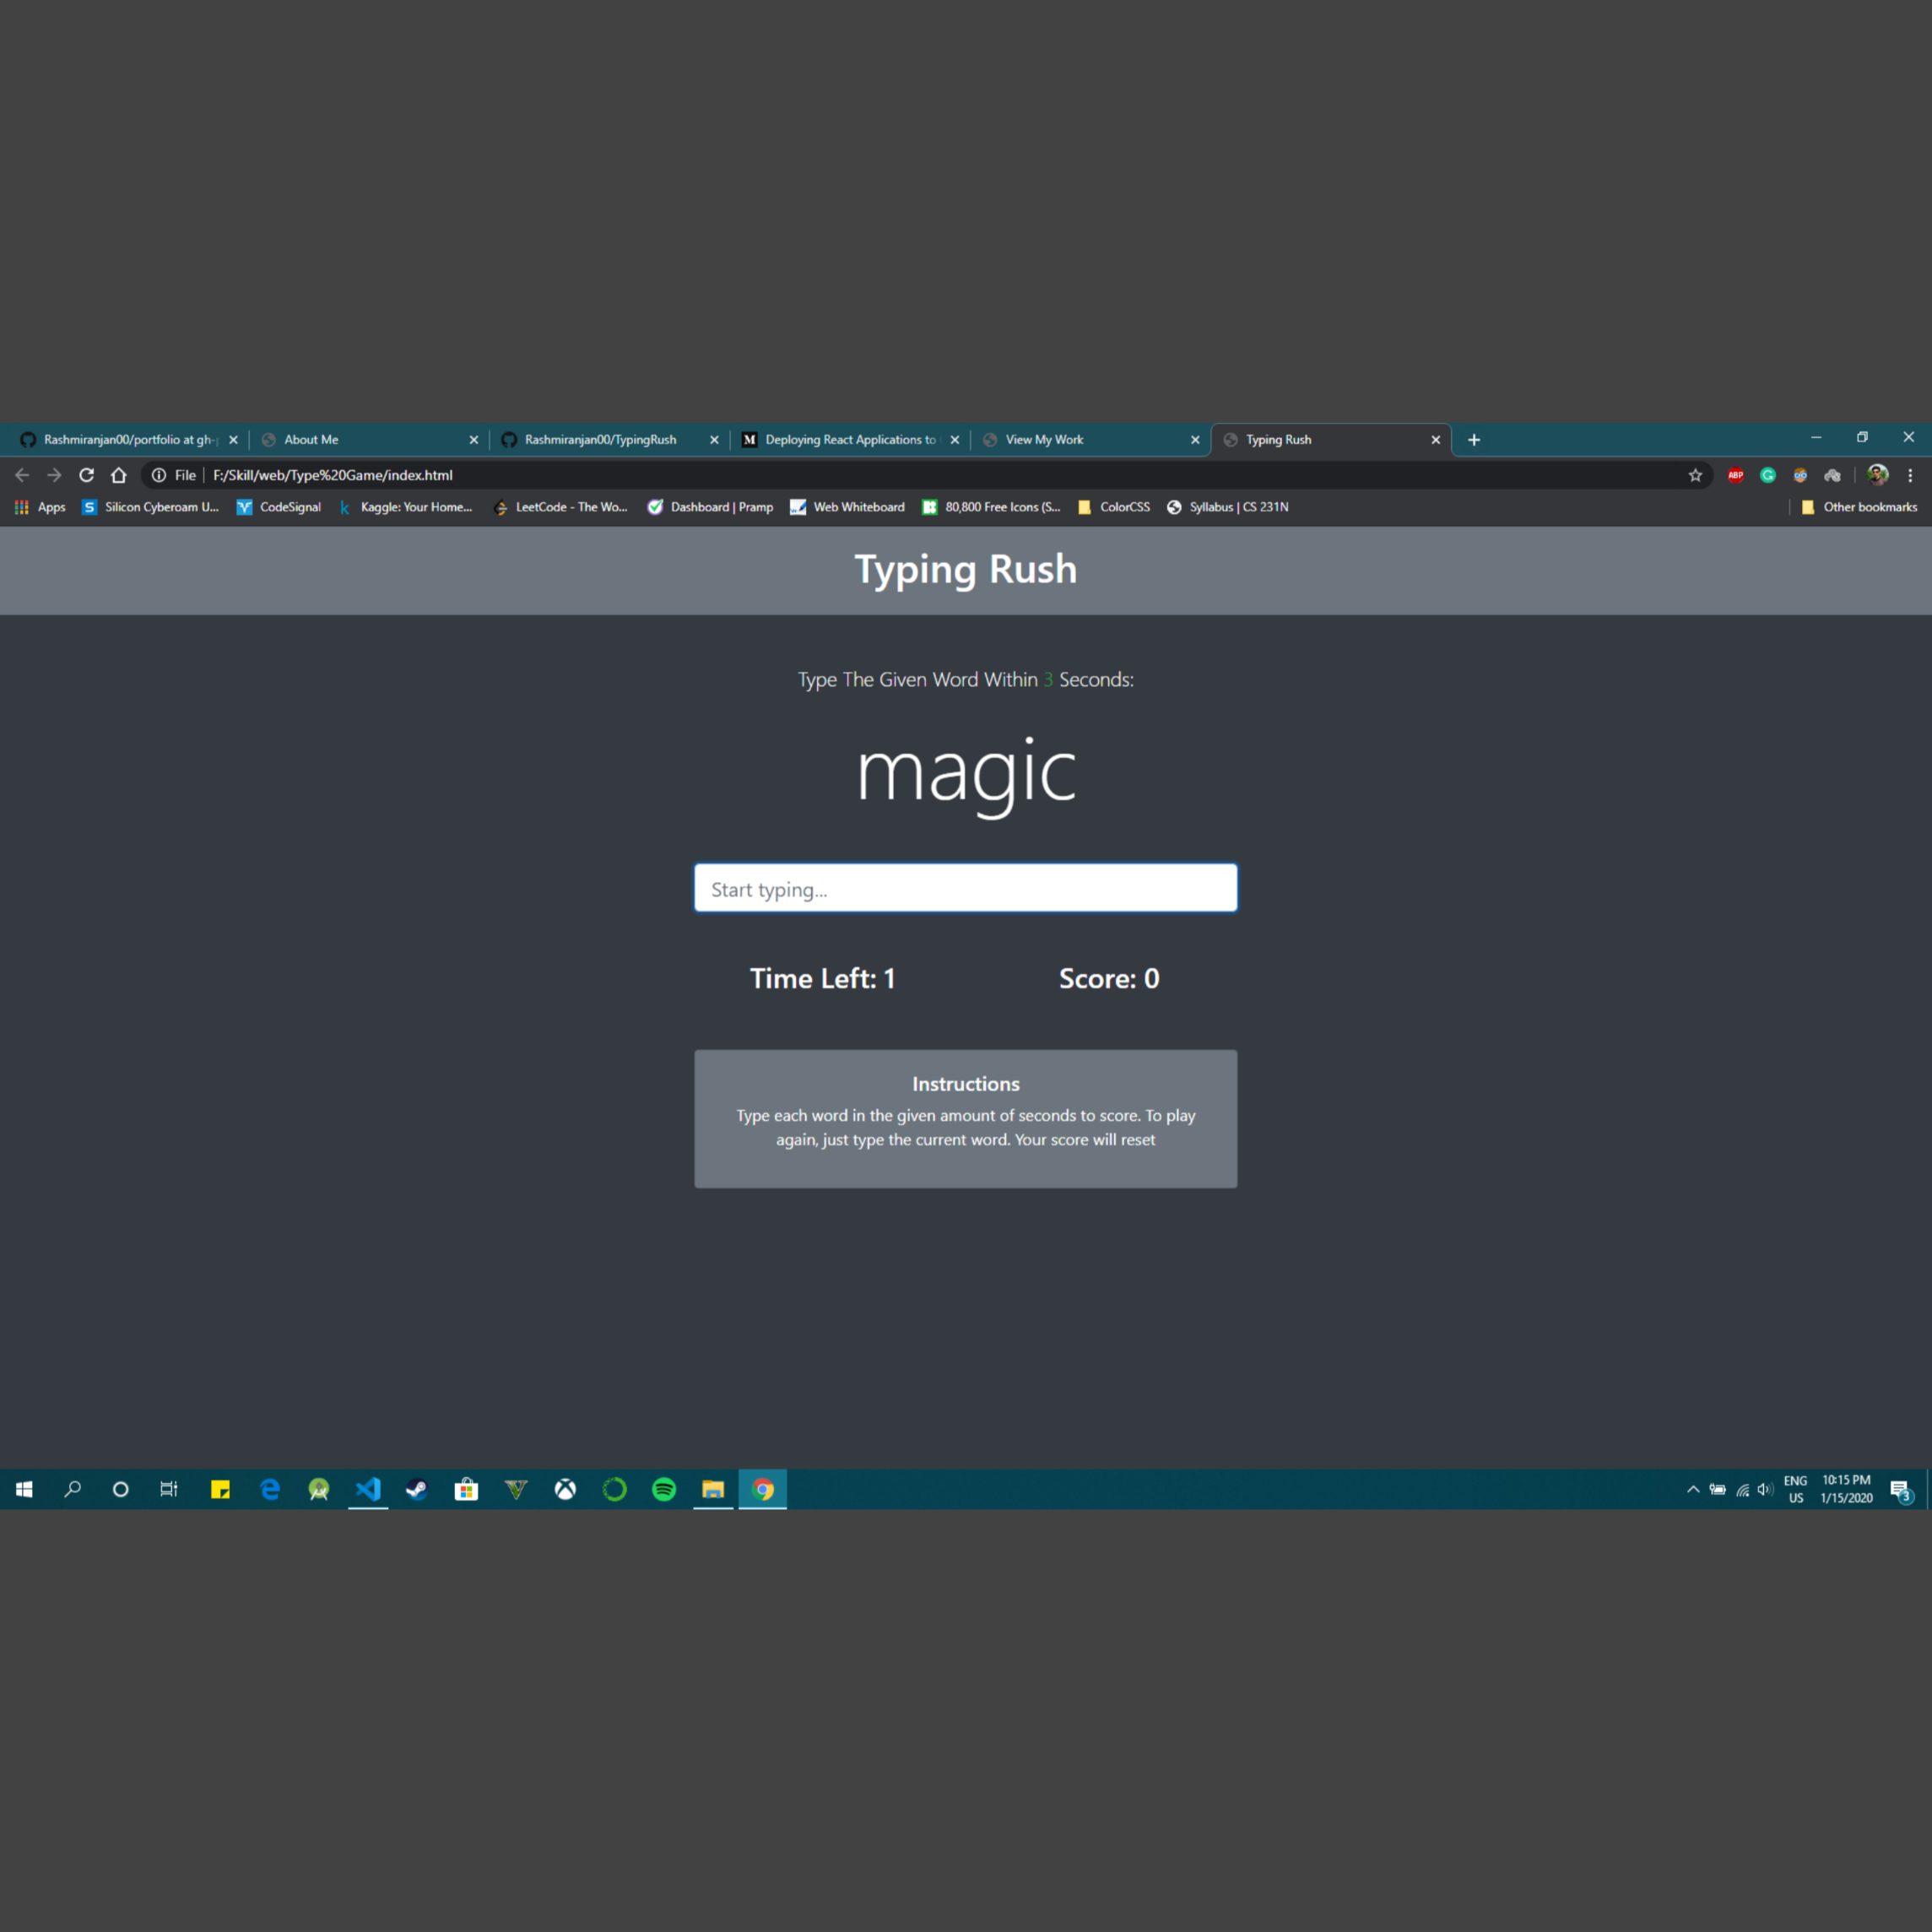 Rashmiranjan00/portfolio at gh-
About Me
Rashmiranjan00/TypingRush
Deploying React Applications to
View My Work
Typing Rush
File
F:/Skill/web/Type%20Game/index.html
ABP
Apps
Silicon Cyberoam U...
CodeSignal
Kaggle: Your Home...
LeetCode - The Wo...
Dashboard | Pramp
Web Whiteboard
80,800 Free Icons (S...
ColorCSS
Syllabus | CS 231N
Other bookmarks
Typing Rush
Type The Given Word Within 3 Seconds:
magic
Start typing...
Time Left: 1
Score: 0
Instructions
Type each word in the given amount of seconds to score. To play
again, just type the current word. Your score will reset
ENG
US
10:15 PM
1/15/2020
3